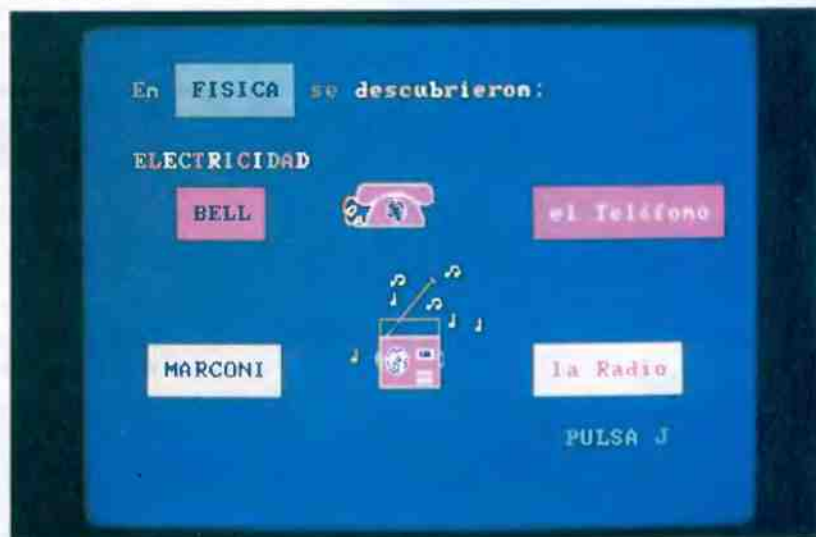 En FISICA se descubrieron:
ELECTRICIDAD
BELL el Teléfono
MARCONI la Radio
PULSA J